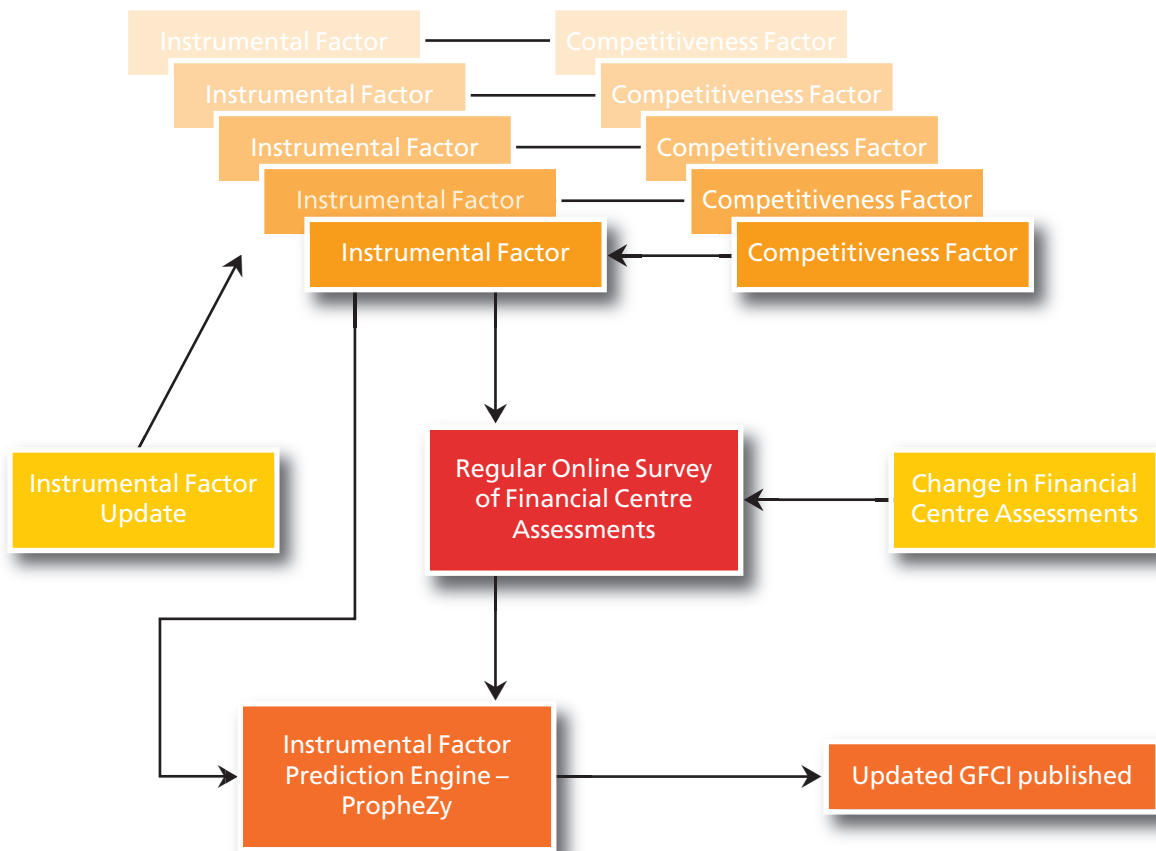 Instrumental Factor
Competitiveness Factor
Instrumental Factor
Competitiveness Factor
Instrumental Factor
Competitiveness Factor
Instrumental Factor
Competitiveness Factor
Instrumental Factor
Competitiveness Factor
Instrumental Factor
Update
Regular Online Survey
of Financial Centre
Assessments
Change in Financial
Centre Assessments
Instrumental Factor
Prediction Engine –
PropheZy
Updated GFCI published